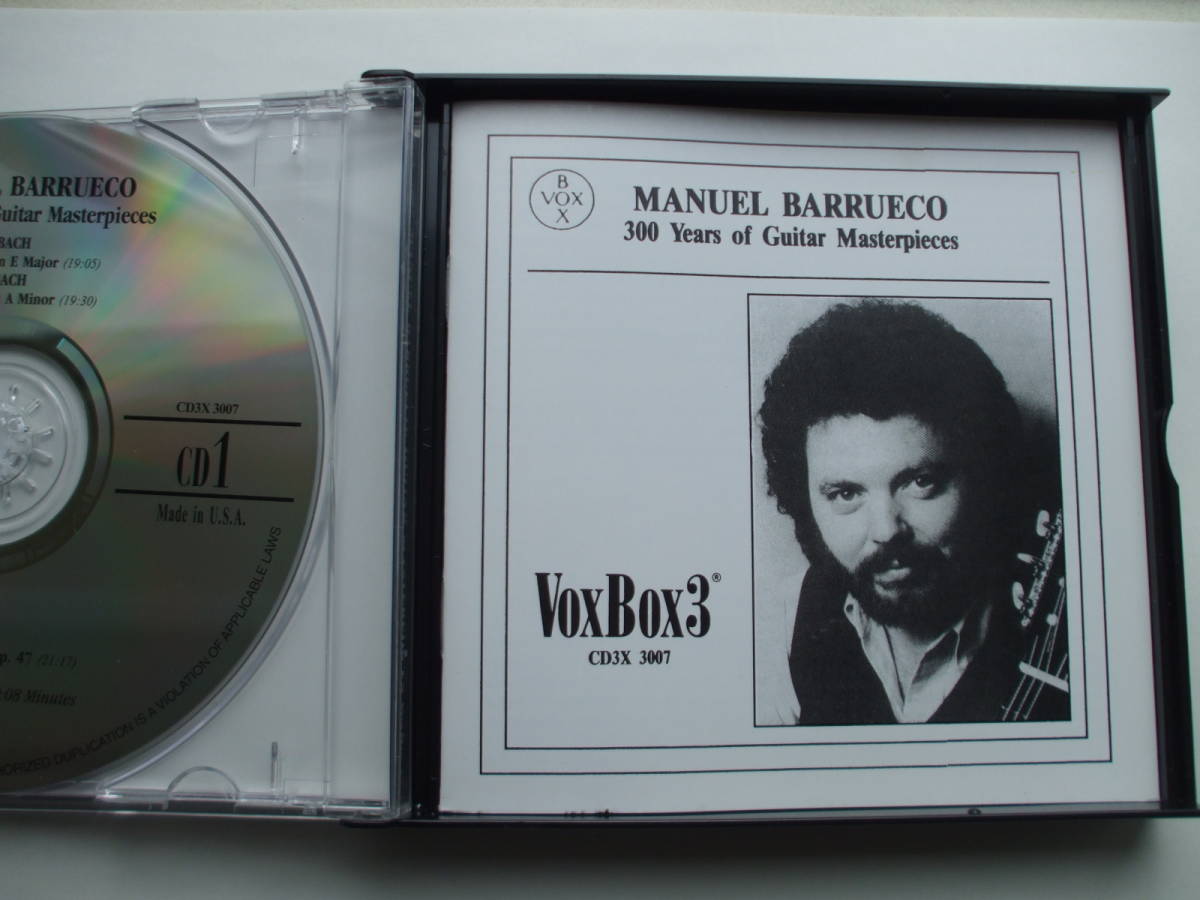 BARRUECO
Guitar Masterpieces
BACH
E Major (19:05)
BACH
A Minor (19:30)
CD3X 3007
CD1
Made in U.S.A.
p. 47 (21:17)
:08 Minutes
DUPLICATION IS A VIOLATION OF APPLICABLE LAWS
B
VOX
X
MANUEL BARRUECO
300 Years of Guitar Masterpieces
VOXBOX3®
CD3X 3007